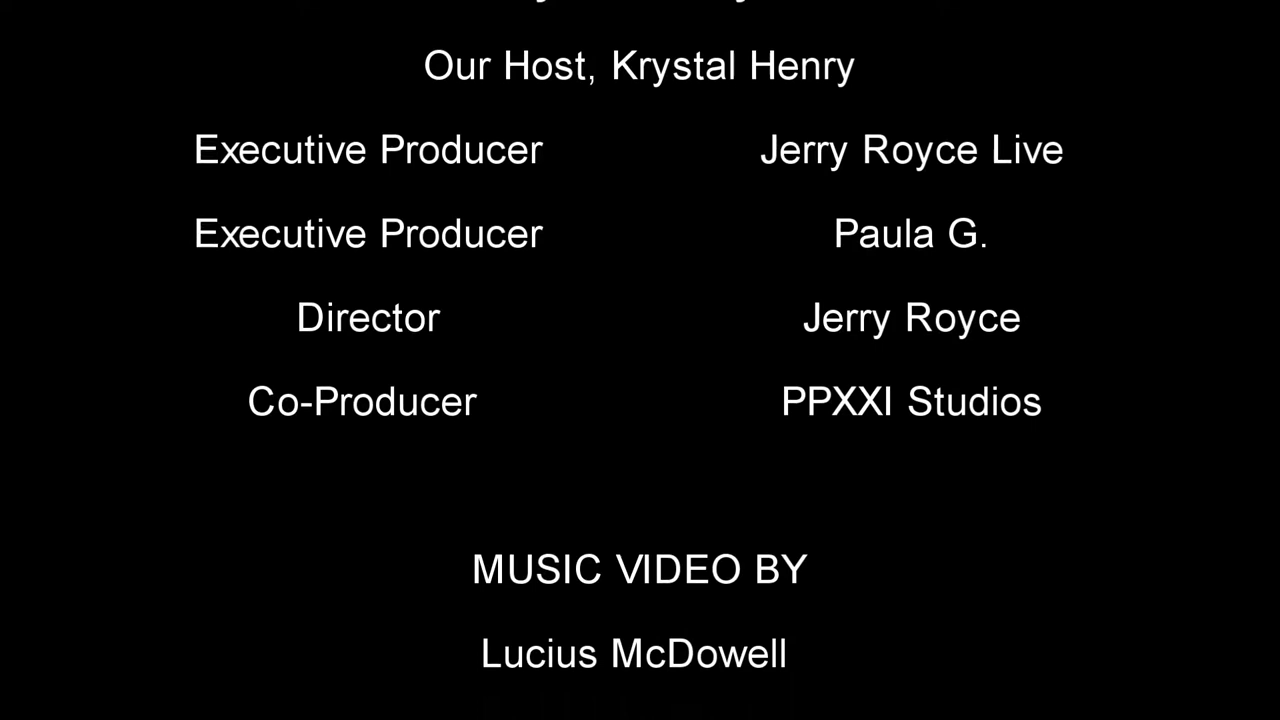 Our Host, Krystal Henry
Executive Producer Jerry Royce Live
Executive Producer Paula G.
Director Jerry Royce
Co-Producer PPXXI Studios
MUSIC VIDEO BY
Lucius McDowell